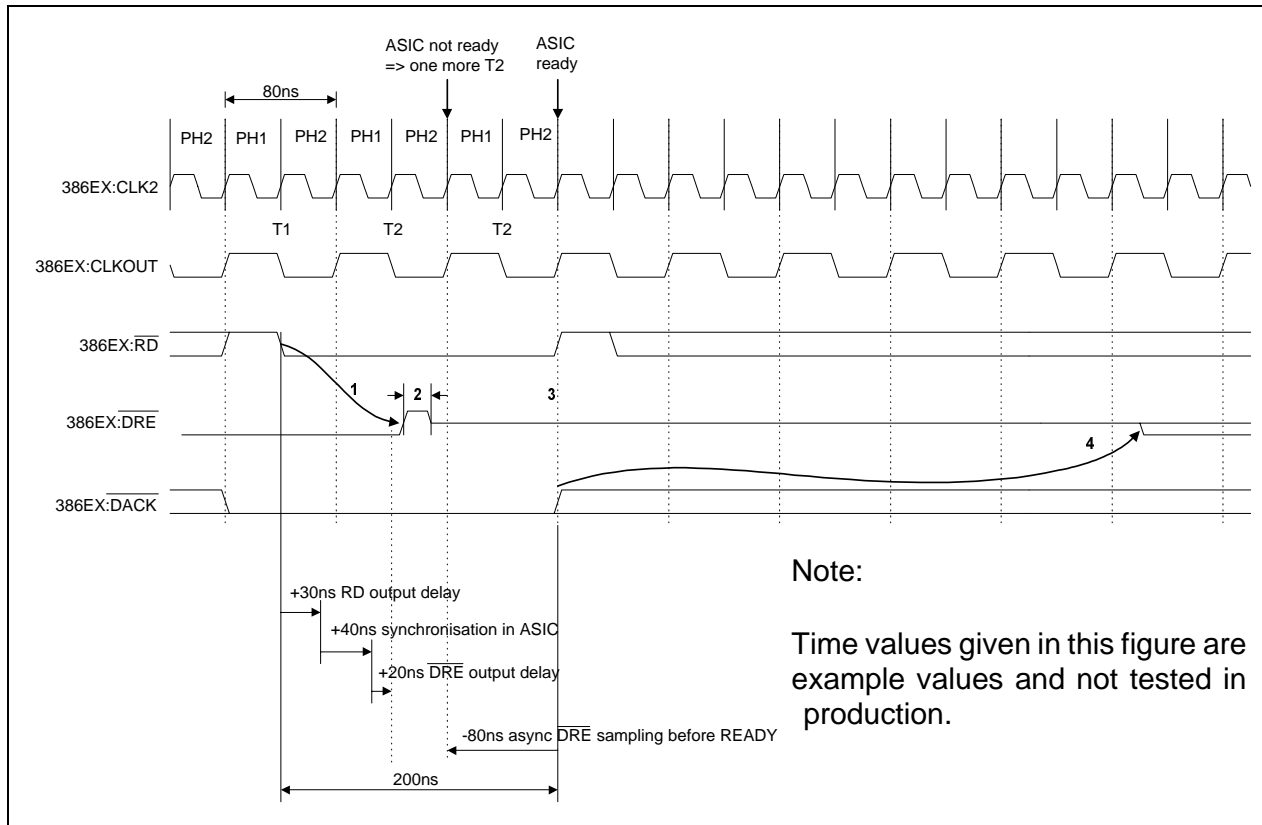 ASIC not ready
=> one more T2
ASIC
ready
80ns
PH2 PH1 PH2 PH1 PH2 PH1 PH2
386EX:CLK2
T1 T2 T2
386EX:CLKOUT
386EX:RD
1 2 3
386EX:DRE
4
386EX:DACK
+30ns RD output delay
+40ns synchronisation in ASIC
+20ns DRE output delay
-80ns async DRE sampling before READY
200ns
Note:
Time values given in this figure are
example values and not tested in
production.